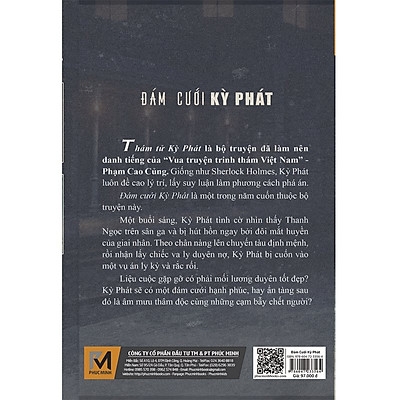 ĐÁM CƯỚI KỲ PHÁT
Thám tử Kỳ Phát là bộ truyện đã làm nên
danh tiếng của “Vua truyện trinh thám Việt Nam” -
Phạm Cao Củng. Giống như Sherlock Holmes, Kỳ Phát
luôn đề cao lý trí, lấy suy luận làm phương cách phá án.
Đám cưới Kỳ Phát là một trong năm cuốn thuộc bộ
truyện này.
Một buổi sáng, Kỳ Phát tình cờ nhìn thấy Thanh
Ngọc trên sân ga và bị hút hồn ngay bởi đôi mắt huyền
của giai nhân. Theo chân nàng lên chuyến tàu định mệnh,
rồi nhận lấy chiếc va ly duyên nợ, Kỳ Phát bị cuốn vào
một vụ án ly kỳ và rắc rối.
Liệu cuộc gặp gỡ có phải mối lương duyên tốt đẹp?
Kỳ Phát sẽ có một đám cưới hạnh phúc, hay ẩn tàng sau
đó là âm mưu thâm độc cùng những cạm bẫy chết người?
PHUCMINH
CÔNG TY CỔ PHẦN ĐẦU TƯ TM & PT PHÚC MINH
Đám Cưới Kỳ Phát
Giá: 97.000 đ